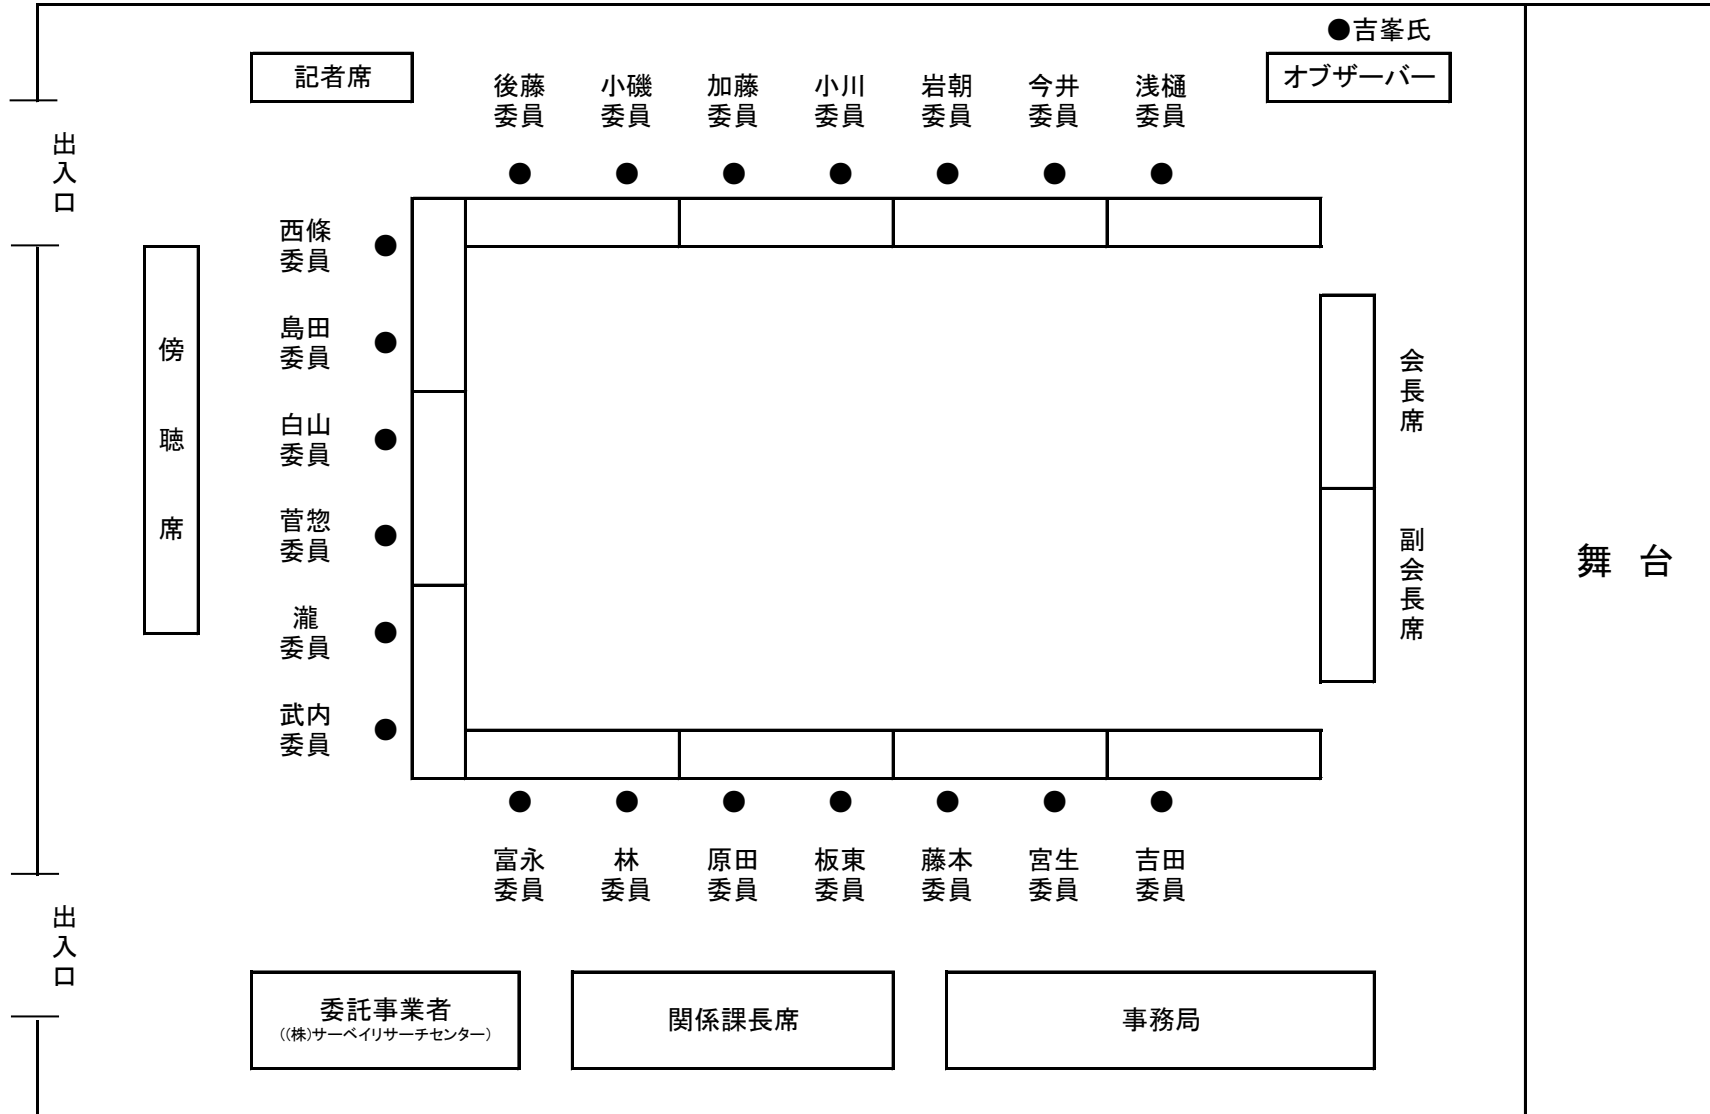 ●吉峯氏
記者席
オブザーバー
後藤
委員
小磯
委員
加藤
委員
小川
委員
岩朝
委員
今井
委員
浅樋
委員
出入口
西條
委員
島田
委員
白山
委員
菅惣
委員
瀧
委員
武内
委員
傍聴席
会長席
副会長席
舞台
富永
委員
林
委員
原田
委員
板東
委員
藤本
委員
宮生
委員
吉田
委員
出入口
委託事業者
((株)サーベイリサーチセンター)
関係課長席
事務局